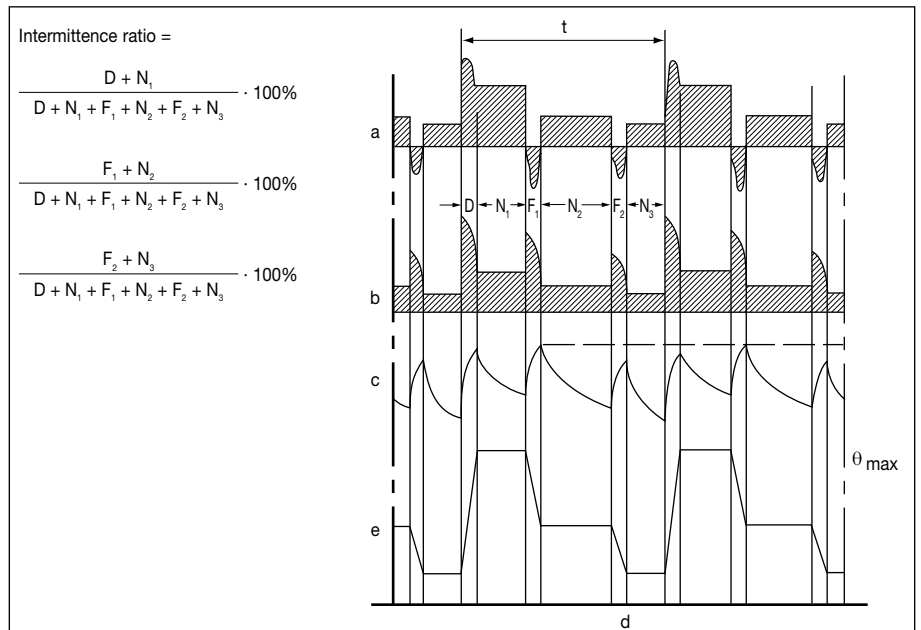 Intermittence ratio =
D + N₁
D + N₁ + F₁ + N₂ + F₂ + N₃
· 100%
F₁ + N₂
D + N₁ + F₁ + N₂ + F₂ + N₃
· 100%
F₂ + N₃
D + N₁ + F₁ + N₂ + F₂ + N₃
· 100%
t
a
D N₁ F₁ N₂ F₂ N₃
b
c
θ max
e
d